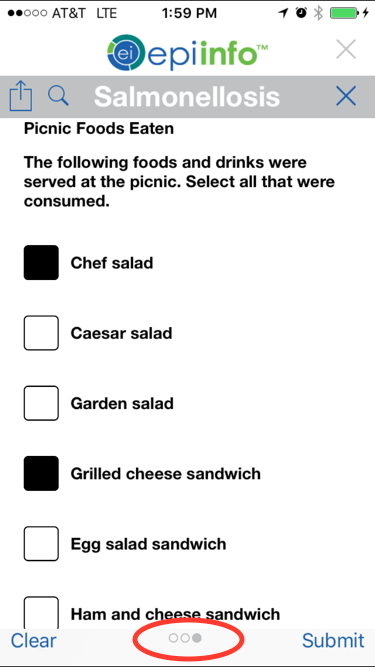 AT&T LTE 1:59 PM
ei epi info™
Salmonellosis
Picnic Foods Eaten
The following foods and drinks were
served at the picnic. Select all that were
consumed.
Chef salad
Caesar salad
Garden salad
Grilled cheese sandwich
Egg salad sandwich
Ham and cheese sandwich
Clear Submit